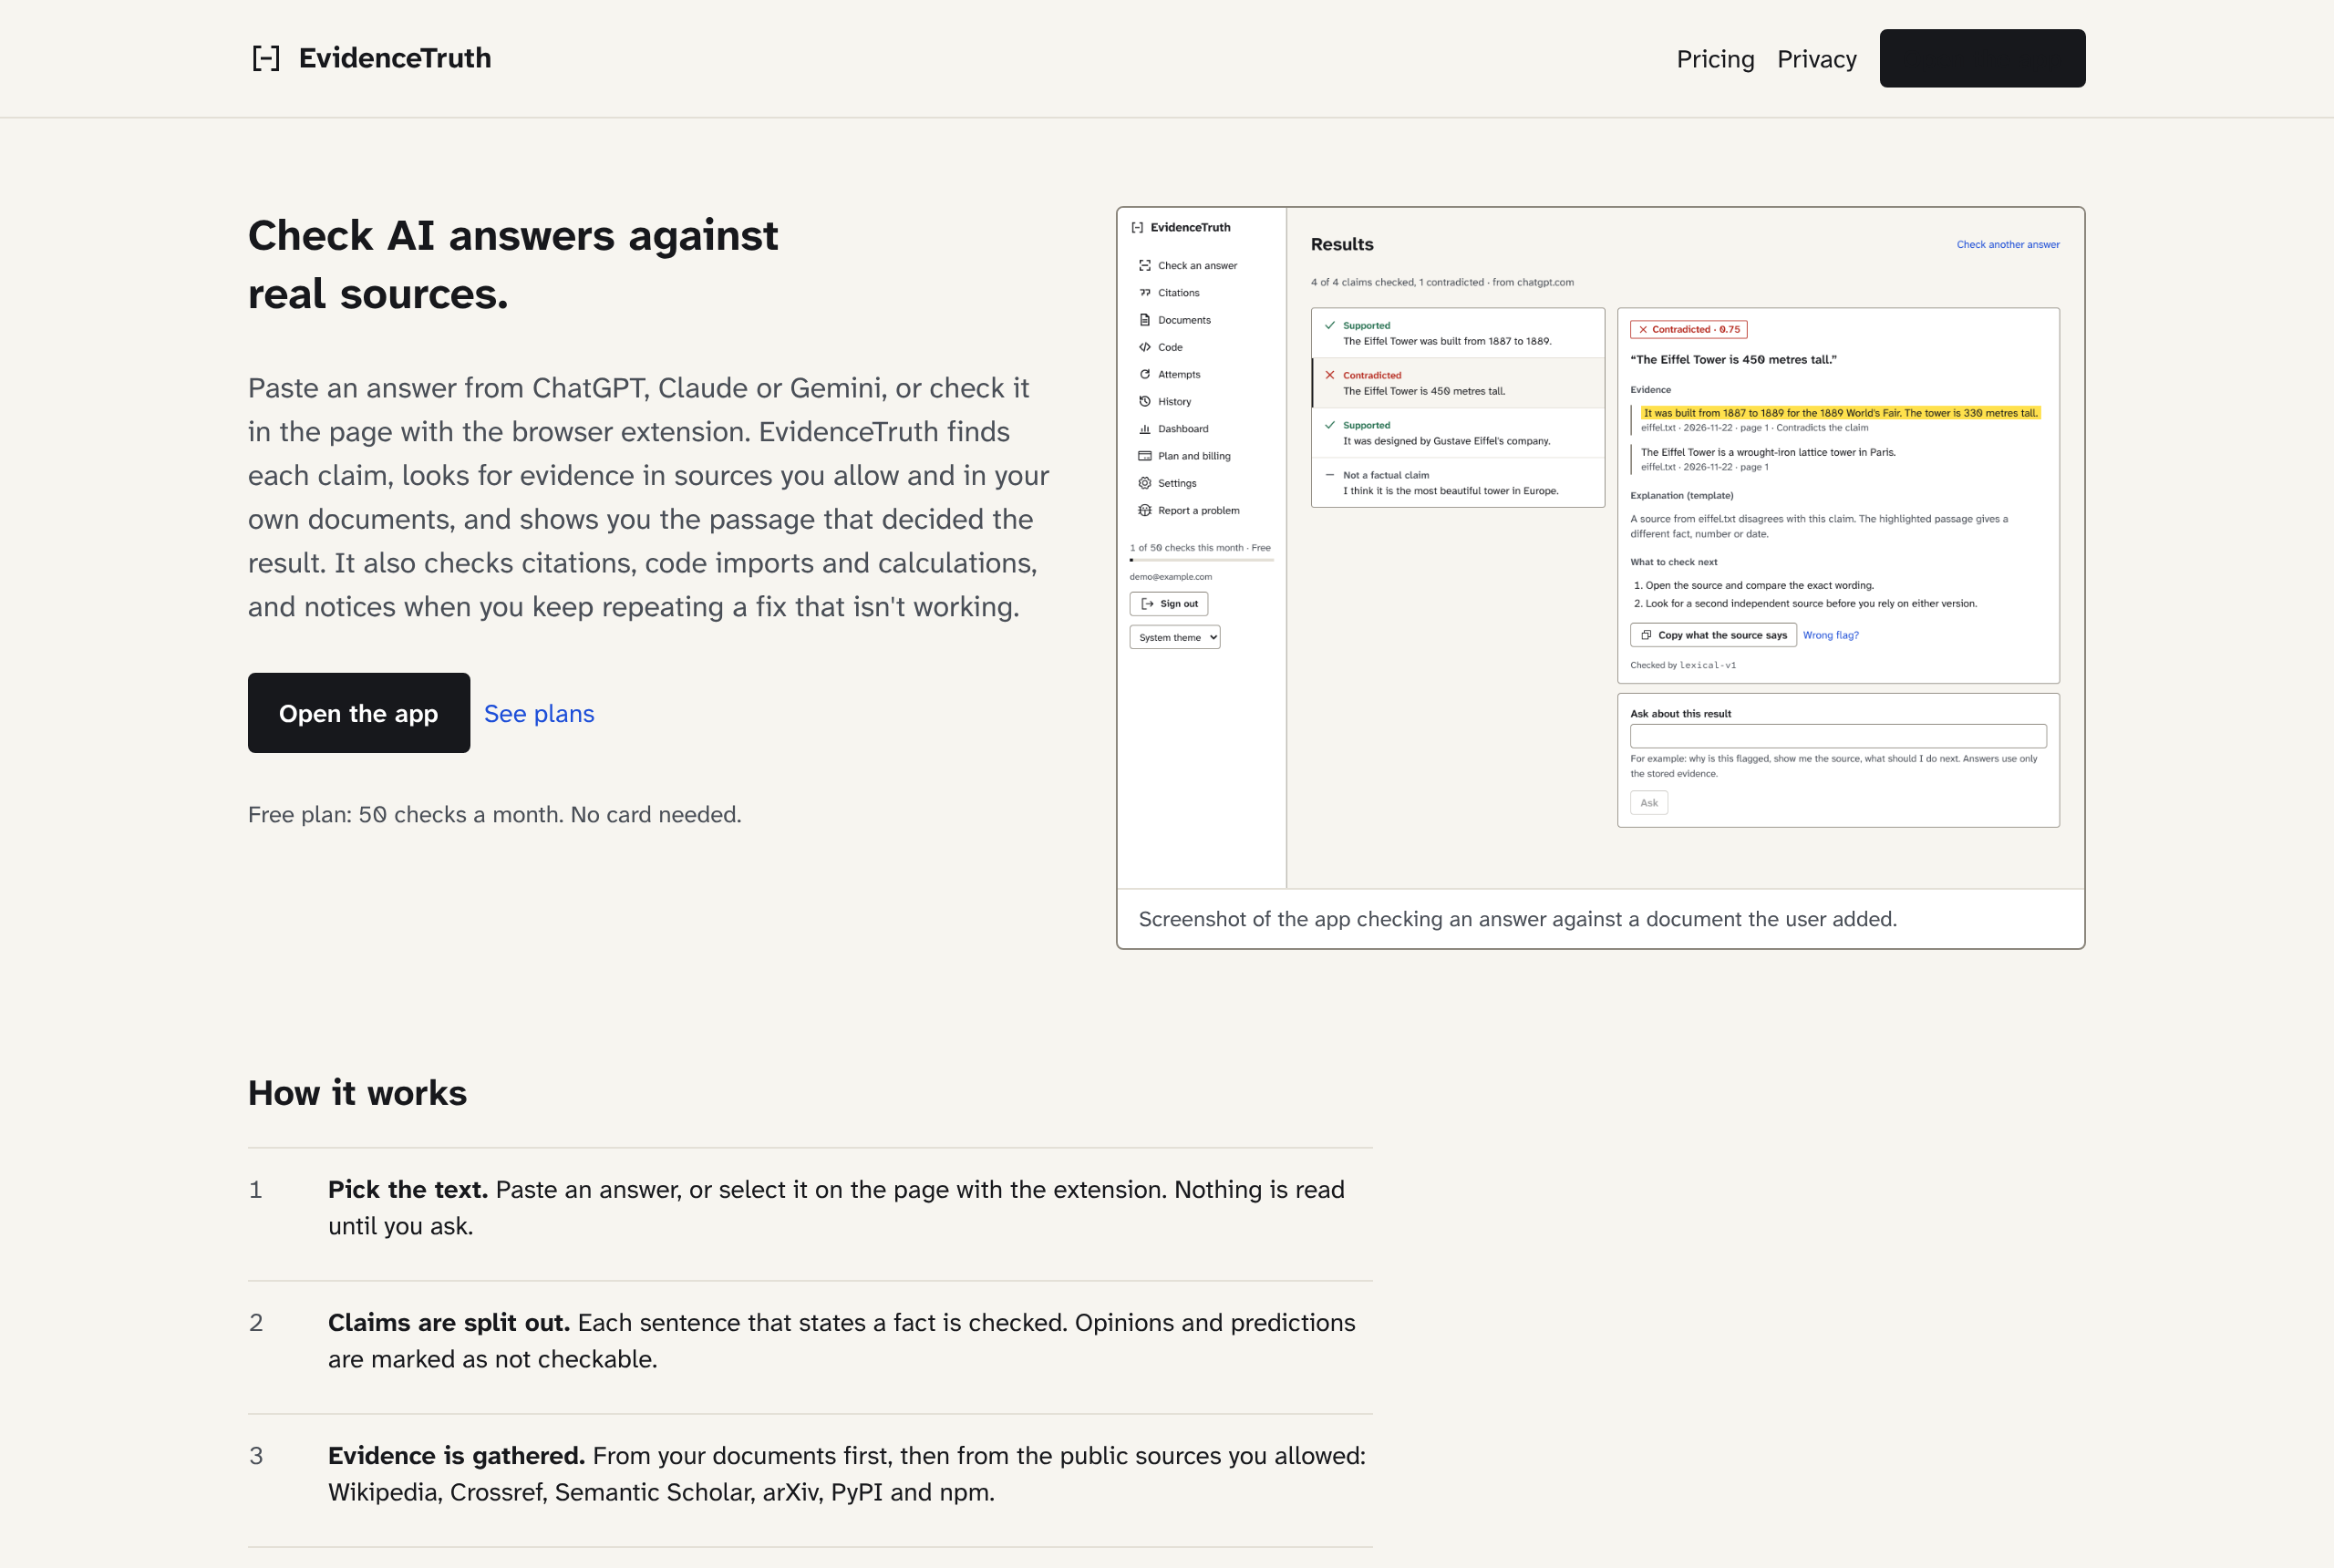 EvidenceTruth
Pricing
Privacy
Check AI answers against
real sources.
Paste an answer from ChatGPT, Claude or Gemini, or check it
in the page with the browser extension. EvidenceTruth finds
each claim, looks for evidence in sources you allow and in your
own documents, and shows you the passage that decided the
result. It also checks citations, code imports and calculations,
and notices when you keep repeating a fix that isn't working.
Open the app
See plans
Free plan: 50 checks a month. No card needed.
EvidenceTruth
Check an answer
Citations
Documents
Code
Attempts
History
Dashboard
Plan and billing
Settings
Report a problem
1 of 50 checks this month · Free
demo@example.com
Sign out
System theme
Results
Check another answer
4 of 4 claims checked, 1 contradicted · from chatgpt.com
Supported
The Eiffel Tower was built from 1887 to 1889.
Contradicted
The Eiffel Tower is 450 metres tall.
Supported
It was designed by Gustave Eiffel's company.
Not a factual claim
I think it is the most beautiful tower in Europe.
Contradicted · 0.75
“The Eiffel Tower is 450 metres tall.”
Evidence
It was built from 1887 to 1889 for the 1889 World's Fair. The tower is 330 metres tall.
eiffel.txt · 2026-11-22 · page 1 · Contradicts the claim
The Eiffel Tower is a wrought-iron lattice tower in Paris.
eiffel.txt · 2026-11-22 · page 1
Explanation (template)
A source from eiffel.txt disagrees with this claim. The highlighted passage gives a
different fact, number or date.
What to check next
1. Open the source and compare the exact wording.
2. Look for a second independent source before you rely on either version.
Copy what the source says
Wrong flag?
Checked by lexical-v1
Ask about this result
For example: why is this flagged, show me the source, what should I do next. Answers use only
the stored evidence.
Ask
Screenshot of the app checking an answer against a document the user added.
How it works
1
Pick the text. Paste an answer, or select it on the page with the extension. Nothing is read
until you ask.
2
Claims are split out. Each sentence that states a fact is checked. Opinions and predictions
are marked as not checkable.
3
Evidence is gathered. From your documents first, then from the public sources you allowed:
Wikipedia, Crossref, Semantic Scholar, arXiv, PyPI and npm.